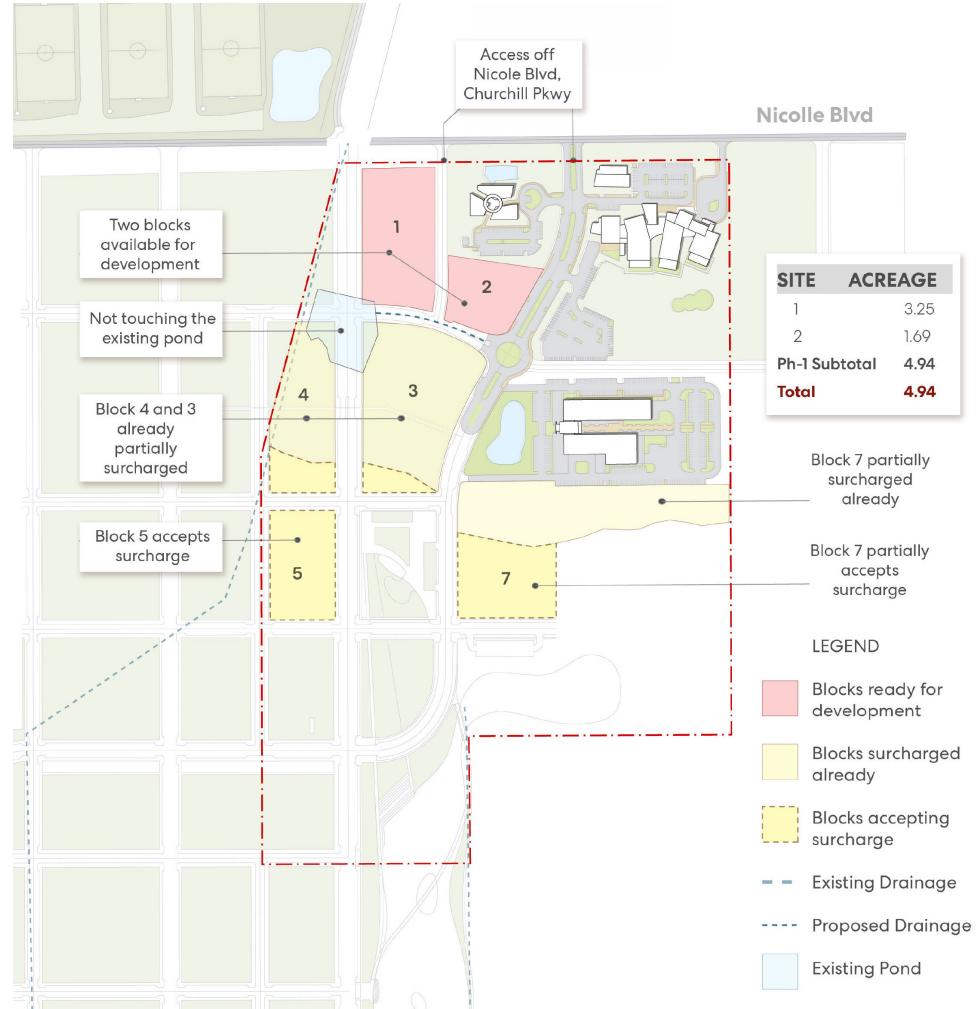 Access off
Nicole Blvd,
Churchill Pkwy
Nicolle Blvd
Two blocks
available for
development
1
2
Not touching the
existing pond
SITE ACREAGE
1 3.25
2 1.69
Ph-1 Subtotal 4.94
Total 4.94
4
3
Block 4 and 3
already
partially
surcharged
Block 7 partially
surcharged
already
Block 5 accepts
surcharge
5
7
Block 7 partially
accepts
surcharge
LEGEND
Blocks ready for
development
Blocks surcharged
already
Blocks accepting
surcharge
Existing Drainage
Proposed Drainage
Existing Pond